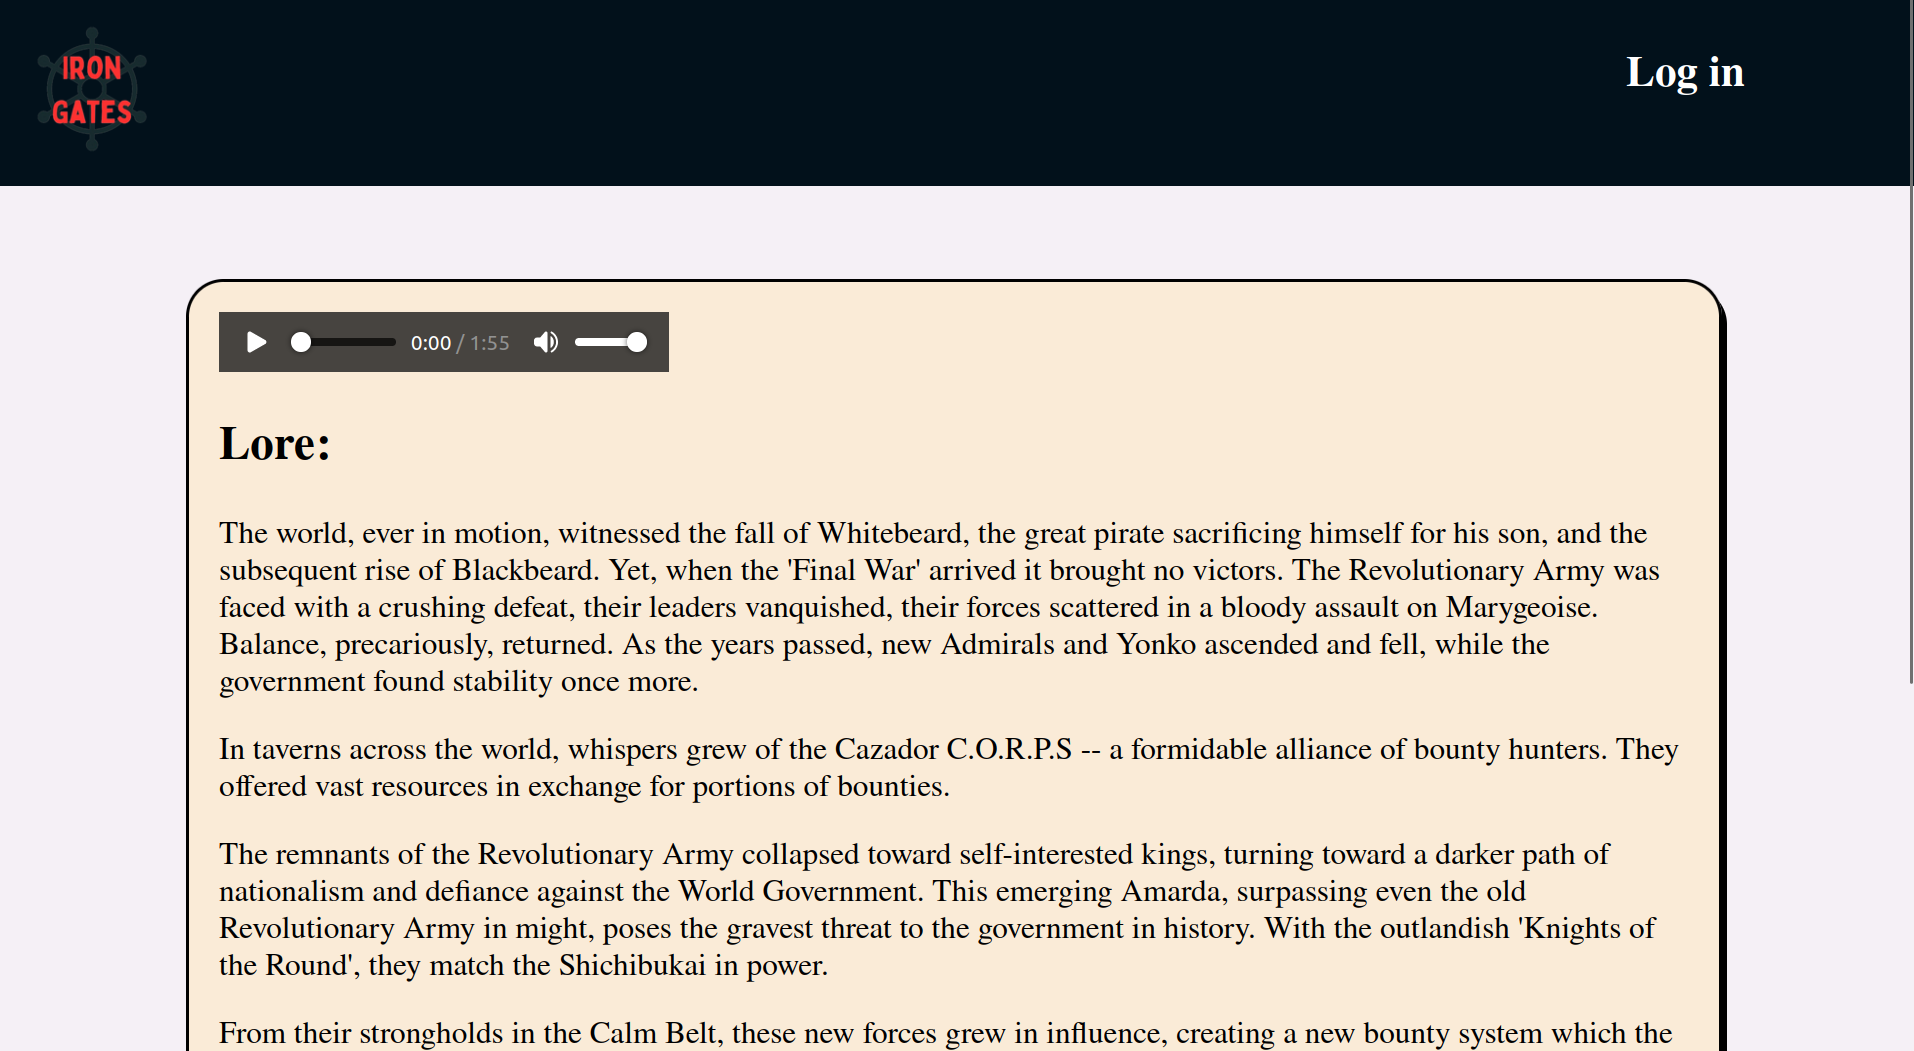 IRON
GATES
Log in
0:00 / 1:55
Lore:
The world, ever in motion, witnessed the fall of Whitebeard, the great pirate sacrificing himself for his son, and the
subsequent rise of Blackbeard. Yet, when the 'Final War' arrived it brought no victors. The Revolutionary Army was
faced with a crushing defeat, their leaders vanquished, their forces scattered in a bloody assault on Marygeoise.
Balance, precariously, returned. As the years passed, new Admirals and Yonko ascended and fell, while the
government found stability once more.
In taverns across the world, whispers grew of the Cazador C.O.R.P.S -- a formidable alliance of bounty hunters. They
offered vast resources in exchange for portions of bounties.
The remnants of the Revolutionary Army collapsed toward self-interested kings, turning toward a darker path of
nationalism and defiance against the World Government. This emerging Amarda, surpassing even the old
Revolutionary Army in might, poses the gravest threat to the government in history. With the outlandish 'Knights of
the Round', they match the Shichibukai in power.
From their strongholds in the Calm Belt, these new forces grew in influence, creating a new bounty system which the